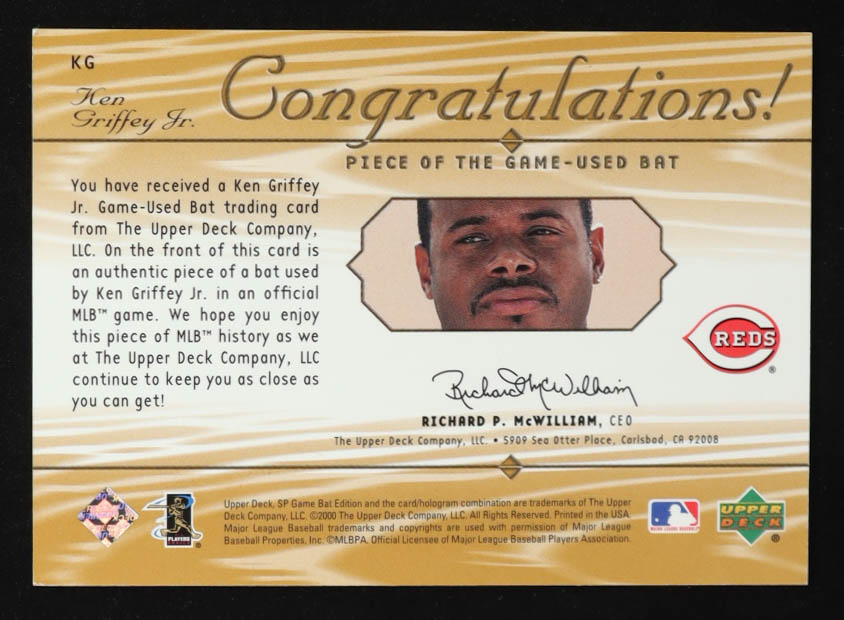 KG
Ken
Griffey Jr.
Congratulations!
PIECE OF THE GAME-USED BAT
You have received a Ken Griffey
Jr. Game-Used Bat trading card
from The Upper Deck Company,
LLC. On the front of this card is
an authentic piece of a bat used
by Ken Griffey Jr. in an official
MLB™ game. We hope you enjoy
this piece of MLB™ history as we
at The Upper Deck Company, LLC
continue to keep you as close as
you can get!
REDS
®
Richard P. McWilliam
RICHARD P. McWILLIAM, CEO
The Upper Deck Company, LLC. • 5909 Sea Otter Place, Carlsbad, CA 92008
PLAYERS
®
Upper Deck, SP Game Bat Edition and the card/hologram combination are trademarks of The Upper
Deck Company, LLC. ©2000 The Upper Deck Company, LLC. All Rights Reserved. Printed in the USA.
Major League Baseball trademarks and copyrights are used with permission of Major League
Baseball Properties, Inc. ©MLBPA. Official Licensee of Major League Baseball Players Association.
MAJOR LEAGUE BASEBALL
UPPER
DECK
®